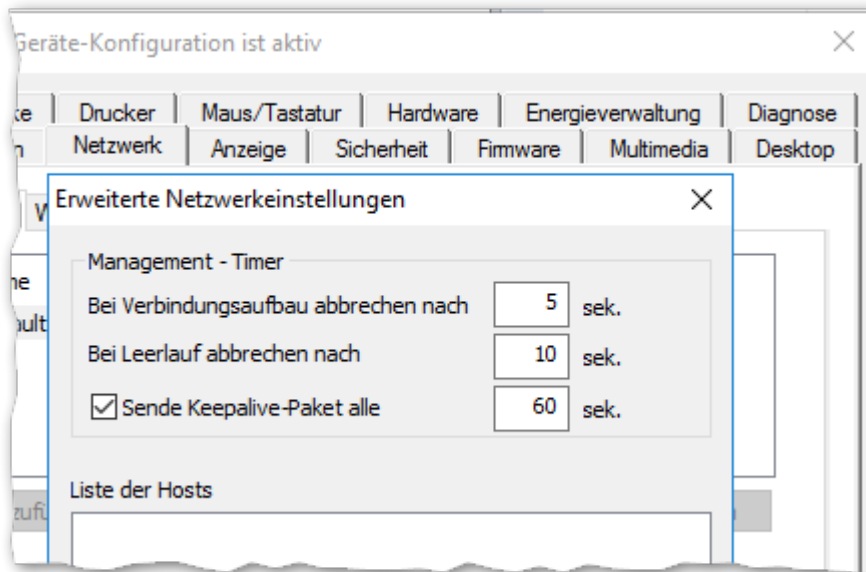 Geräte-Konfiguration ist aktiv
Drucker Maus/Tastatur Hardware Energieverwaltung Diagnose
Netzwerk Anzeige Sicherheit Firmware Multimedia Desktop
Erweiterte Netzwerkeinstellungen
Management - Timer
Bei Verbindungsaufbau abbrechen nach 5 sek.
Bei Leerlauf abbrechen nach 10 sek.
Sende Keepalive-Paket alle 60 sek.
Liste der Hosts